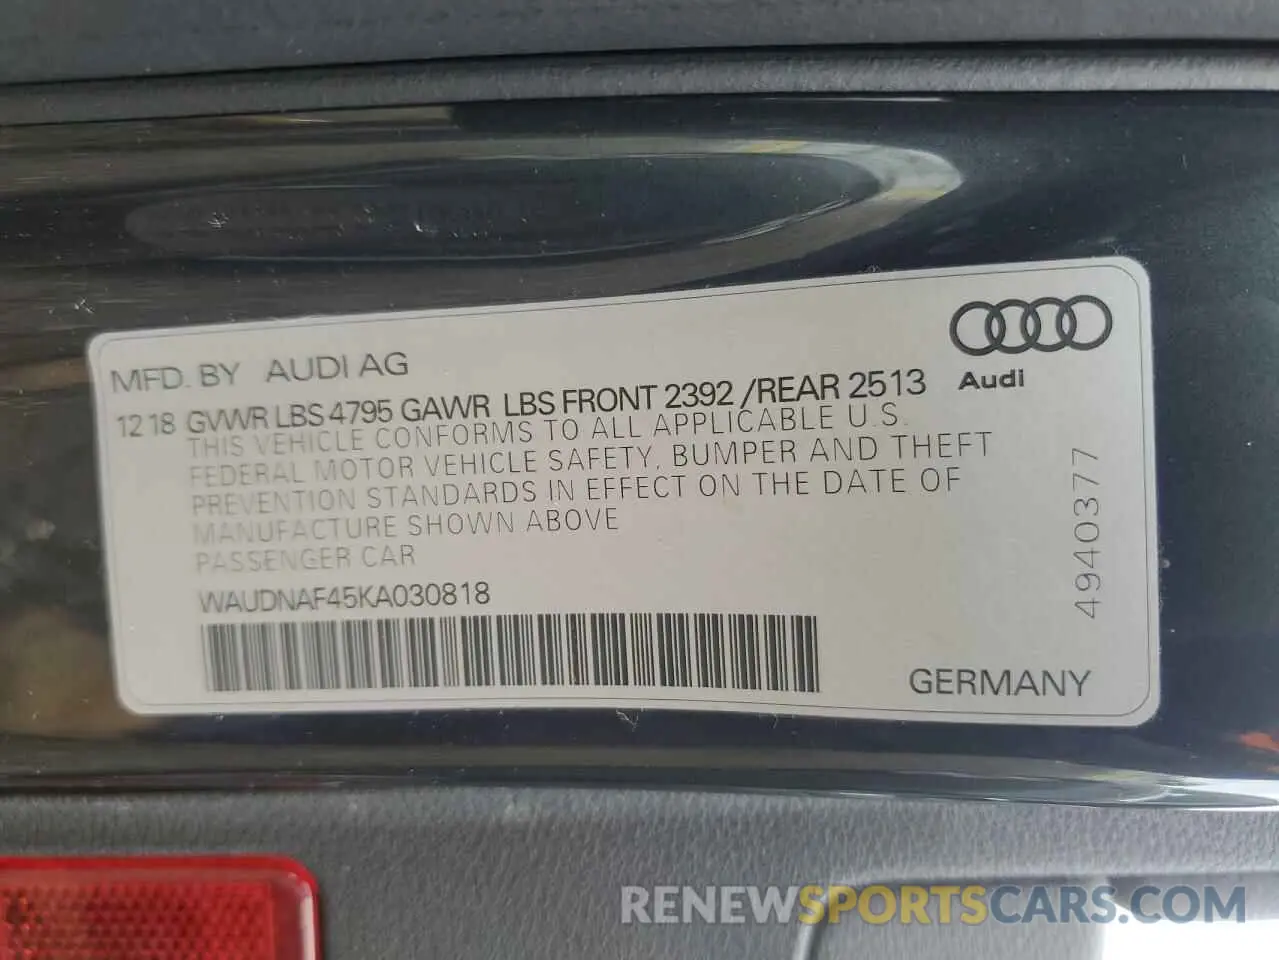 MFD. BY AUDI AG
12 18 GVWR LBS 4795 GAWR LBS FRONT 2392 /REAR 2513
THIS VEHICLE CONFORMS TO ALL APPLICABLE U.S.
FEDERAL MOTOR VEHICLE SAFETY, BUMPER AND THEFT
PREVENTION STANDARDS IN EFFECT ON THE DATE OF
MANUFACTURE SHOWN ABOVE
PASSENGER CAR
WAUDNAF45KA030818
Audi
4940377
GERMANY
RENEWSPORTSCARS.COM